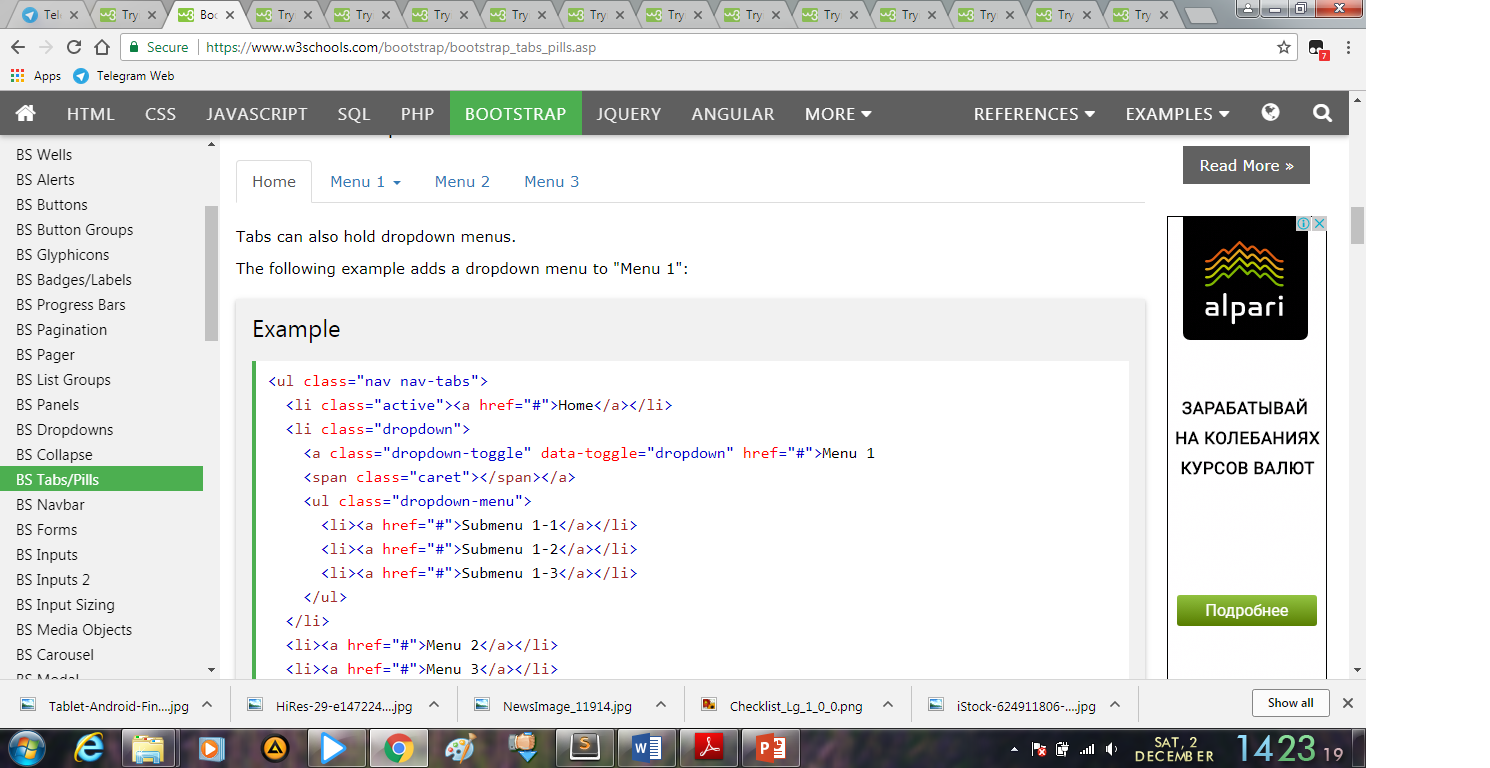 Tel
Try
Boo
Try
Try
Try
Try
Try
Try
Try
Try
Try
Try
Try
Try
Secure
https://www.w3schools.com/bootstrap/bootstrap_tabs_pills.asp
7
Apps
Telegram Web
HTML
CSS
JAVASCRIPT
SQL
PHP
BOOTSTRAP
JQUERY
ANGULAR
MORE
REFERENCES
EXAMPLES
BS Wells
BS Alerts
BS Buttons
BS Button Groups
BS Glyphicons
BS Badges/Labels
BS Progress Bars
BS Pagination
BS Pager
BS List Groups
BS Panels
BS Dropdowns
BS Collapse
BS Tabs/Pills
BS Navbar
BS Forms
BS Inputs
BS Inputs 2
BS Input Sizing
BS Media Objects
BS Carousel
BS Modal
Home
Menu 1
Menu 2
Menu 3
Tabs can also hold dropdown menus.
The following example adds a dropdown menu to "Menu 1":
Example
<ul class="nav nav-tabs">
<li class="active"><a href="#">Home</a></li>
<li class="dropdown">
<a class="dropdown-toggle" data-toggle="dropdown" href="#">Menu 1
<span class="caret"></span></a>
<ul class="dropdown-menu">
<li><a href="#">Submenu 1-1</a></li>
<li><a href="#">Submenu 1-2</a></li>
<li><a href="#">Submenu 1-3</a></li>
</ul>
</li>
<li><a href="#">Menu 2</a></li>
<li><a href="#">Menu 3</a></li>
Read More »
alpari
ЗАРАБАТЫВАЙ
НА КОЛЕБАНИЯХ
КУРСОВ ВАЛЮТ
Подробнее
Tablet-Android-Fin....jpg
HiRes-29-e147224....jpg
NewsImage_11914.jpg
Checklist_Lg_1_0_0.png
iStock-624911806-....jpg
Show all
SAT, 2
DECEMBER
14 23 19